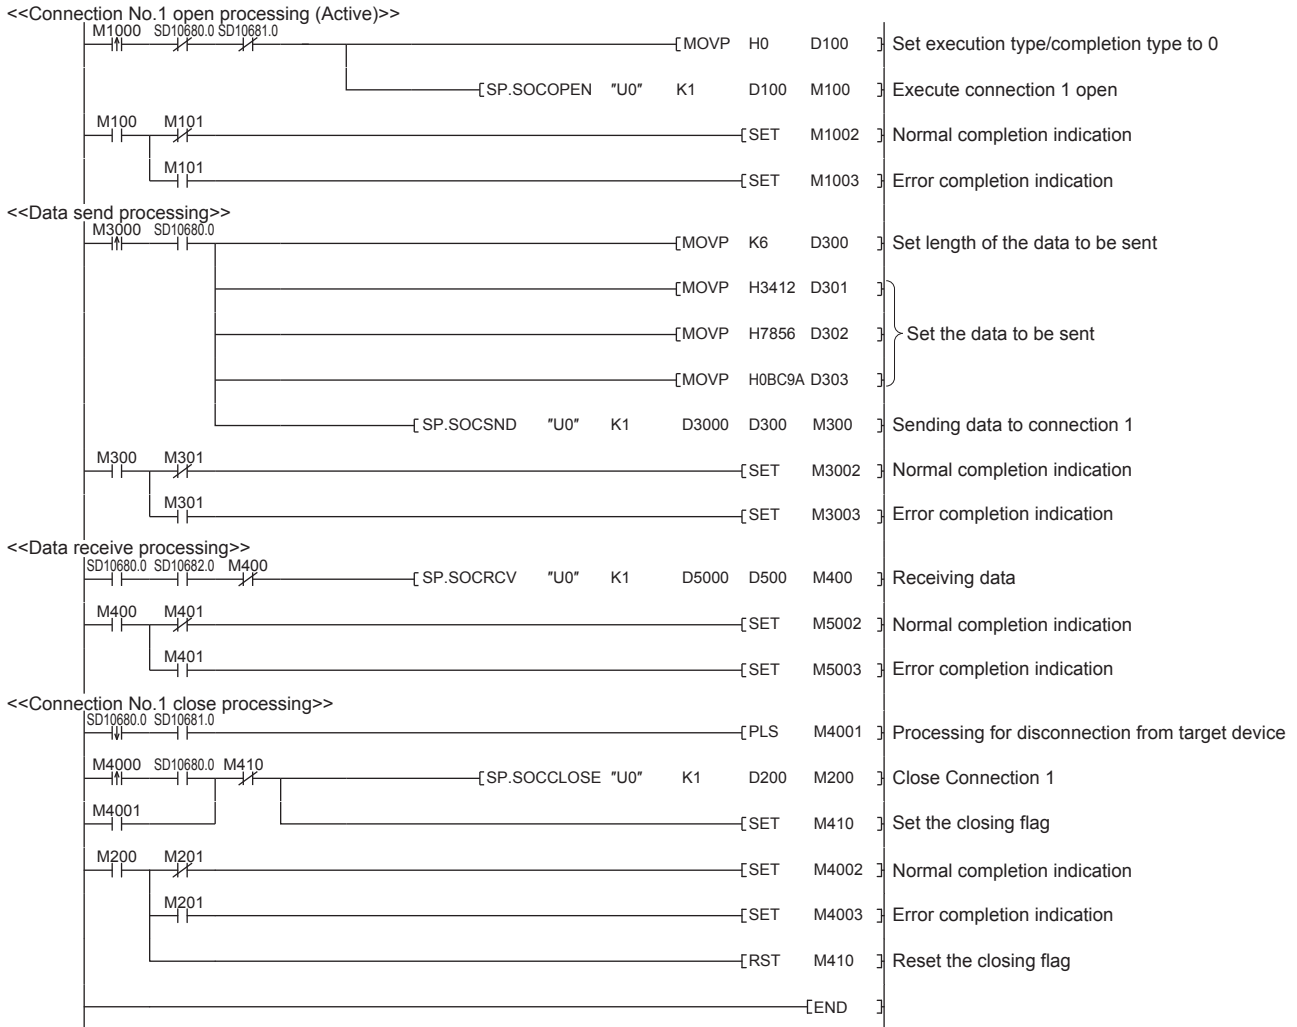 <<Connection No.1 open processing (Active)>>
M1000 SD10680.0 SD10681.0
MOVP H0 D100 Set execution type/completion type to 0
SP.SOCOPEN "U0" K1 D100 M100 Execute connection 1 open
M100 M101
SET M1002 Normal completion indication
M101
SET M1003 Error completion indication
<<Data send processing>>
M3000 SD10680.0
MOVP K6 D300 Set length of the data to be sent
MOVP H3412 D301
MOVP H7856 D302 Set the data to be sent
MOVP H0BC9A D303
SP.SOCSND "U0" K1 D3000 D300 M300 Sending data to connection 1
M300 M301
SET M3002 Normal completion indication
M301
SET M3003 Error completion indication
<<Data receive processing>>
SD10680.0 SD10682.0 M400
SP.SOCRCV "U0" K1 D5000 D500 M400 Receiving data
M400 M401
SET M5002 Normal completion indication
M401
SET M5003 Error completion indication
<<Connection No.1 close processing>>
SD10680.0 SD10681.0
PLS M4001 Processing for disconnection from target device
M4000 SD10680.0 M410
SP.SOCCLOSE "U0" K1 D200 M200 Close Connection 1
M4001
SET M410 Set the closing flag
M200 M201
SET M4002 Normal completion indication
M201
SET M4003 Error completion indication
RST M410 Reset the closing flag
END